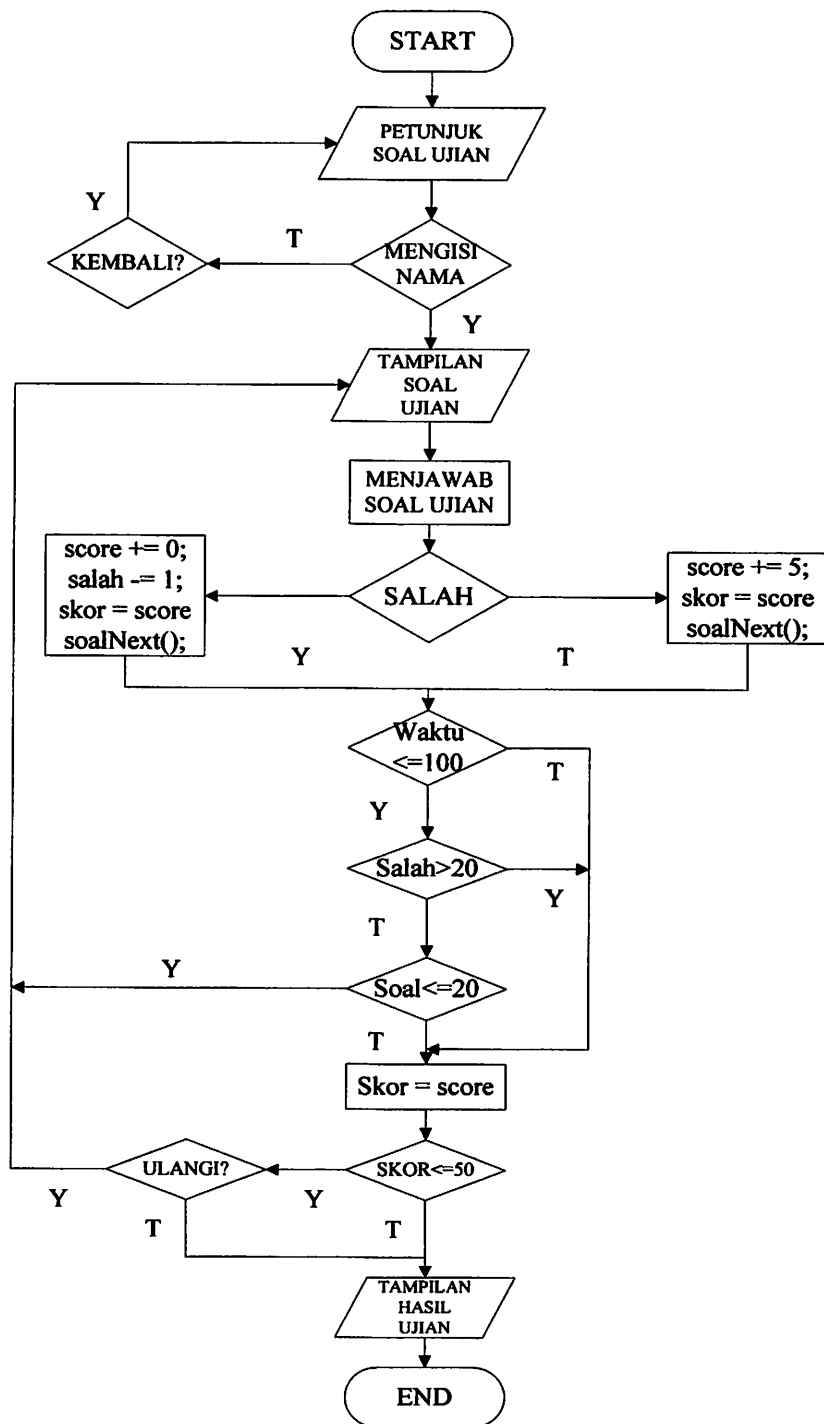 START
PETUNJUK
SOAL UJIAN
Y
T
KEMBALI?
MENGISI
NAMA
Y
TAMPILAN
SOAL
UJIAN
MENJAWAB
SOAL UJIAN
score += 0;
salah -= 1;
skor = score
soalNext();
SALAH
score += 5;
skor = score
soalNext();
Y
T
Waktu
<=100
T
Y
Salah>20
Y
T
Y
Soal<=20
T
Skor = score
ULANGI?
SKOR<=50
Y
Y
T
T
TAMPILAN
HASIL
UJIAN
END